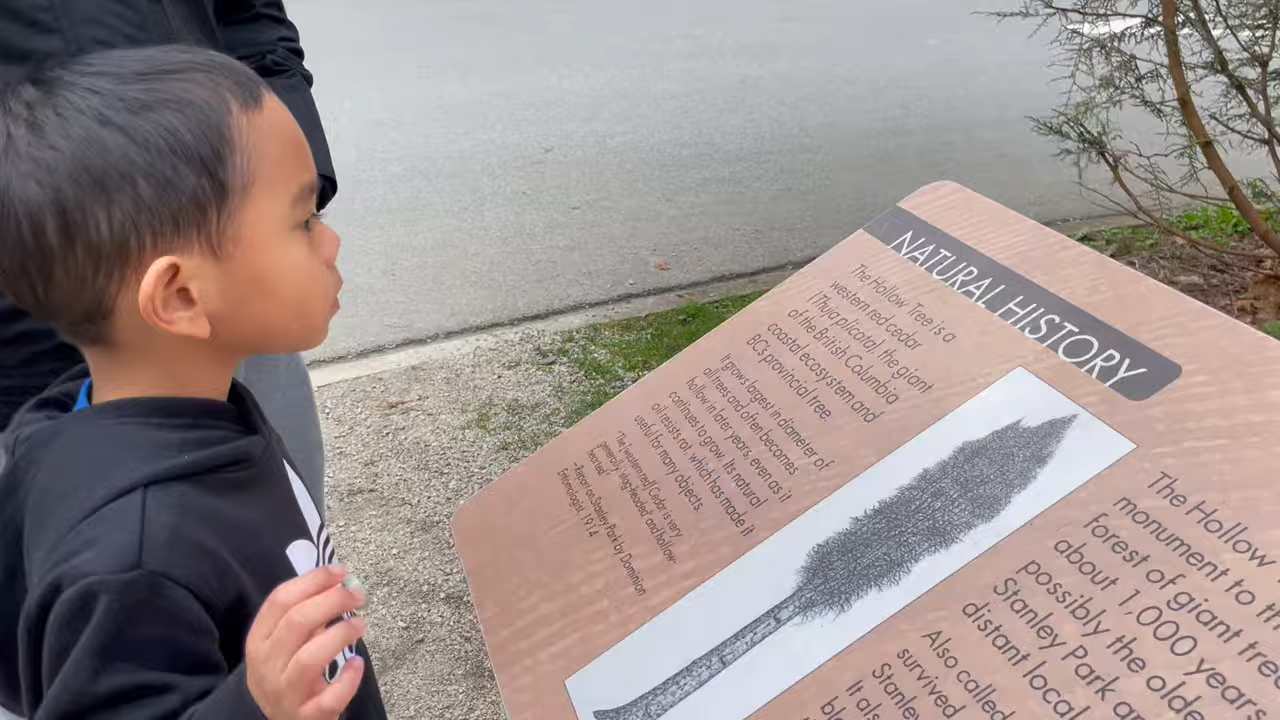 NATURAL HISTORY
The Hollow Tree is a
western red cedar
(Thuja plicata), the giant
of the British Columbia
coastal ecosystem and
BC's provincial tree.
It grows largest in diameter of
all trees and often becomes
hollow in later years, even as it
continues to grow. Its natural
oil resists rot, which has made it
useful for many objects.
"The [western red] Cedar is very
generally stag-headed and hollow-
hearted"
–Report on Stanley Park by Dominion
Entomologist, 1914
The Hollow
monument to th
forest of giant tree
about 1,000 years
possibly the olde
Stanley Park a
distant local
Also called
survived
Stanle
It als
ble